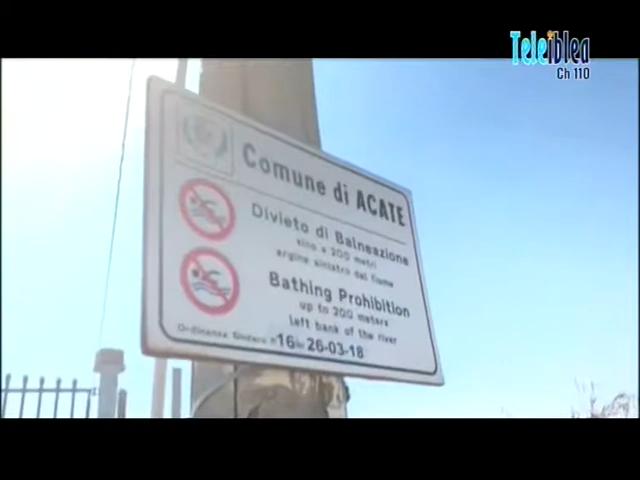 Teleiblea
Ch 110
Comune di ACATE
Divieto di Balneazione
sino a 200 metri
argine sinistro del fiume
Bathing Prohibition
up to 200 meters
left bank of the river
Ordinanza Sindaco n° 16 26-03-18